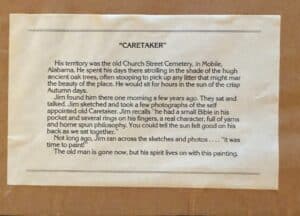 "CARETAKER"
His territory was the old Church Street Cemetery, in Mobile,
Alabama. He spent his days there strolling in the shade of the hugh
ancient oak trees, often stooping to pick up any litter that might mar
the beauty of the place. He would sit for hours in the sun of the crisp
Autumn days.
Jim found him there one morning a few years ago. They sat and
talked. Jim sketched and took a few photographs of the self
appointed old Caretaker. Jim recalls "he had a small Bible in his
pocket and several rings on his fingers, a real character, full of yarns
and home spun philosophy. You could tell the sun felt good on his
back as we sat together."
Not long ago, Jim ran across the sketches and photos . . . . "it was
time to paint!"
The old man is gone now, but his spirit lives on with this painting.